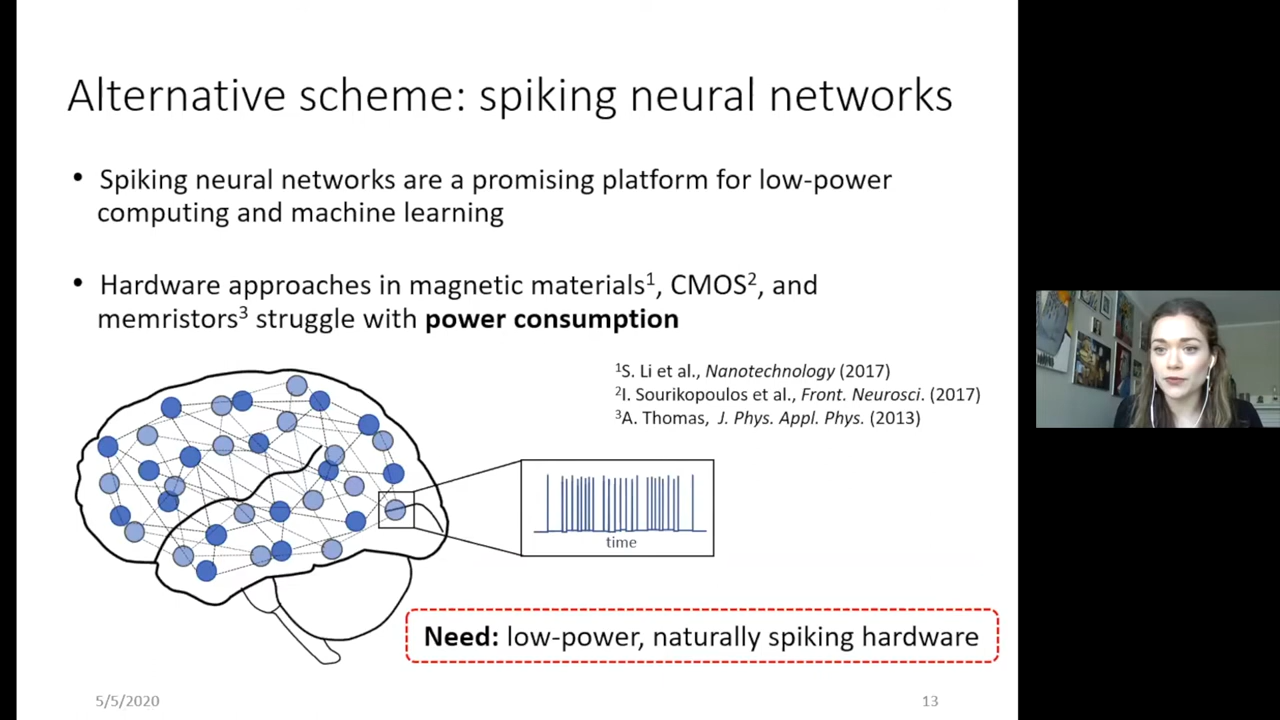 Alternative scheme: spiking neural networks
• Spiking neural networks are a promising platform for low-power
computing and machine learning
• Hardware approaches in magnetic materials¹, CMOS², and
memristors³ struggle with power consumption
¹S. Li et al., Nanotechnology (2017)
²I. Sourikopoulos et al., Front. Neurosci. (2017)
³A. Thomas, J. Phys. Appl. Phys. (2013)
time
Need: low-power, naturally spiking hardware
5/5/2020
13